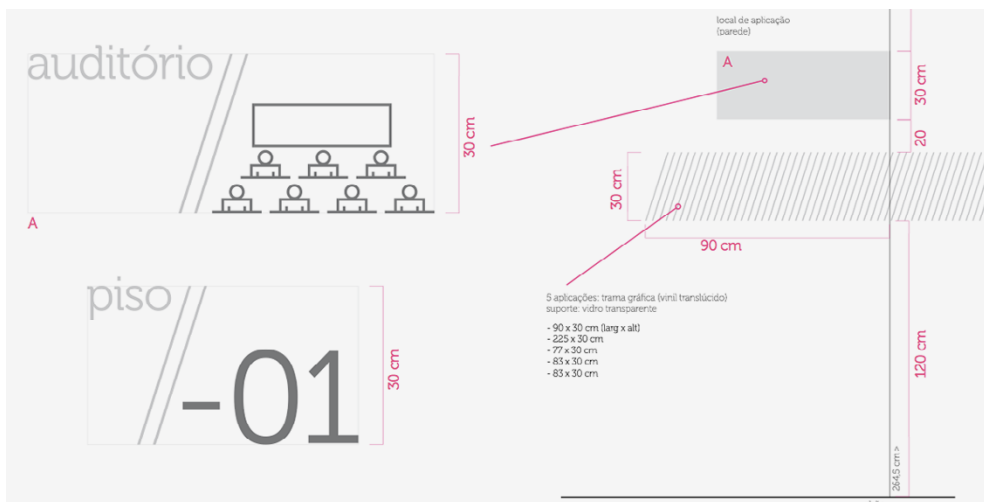 auditório
30 cm
A
piso
-01
30 cm
local de aplicação
(parede)
A
30 cm
20
30 cm
90 cm
5 aplicações: trama gráfica (vinil translúcido)
suporte: vidro transparente
- 90 x 30 cm (larg x alt)
- 225 x 30 cm
- 77 x 30 cm
- 83 x 30 cm
- 83 x 30 cm
120 cm
264,5 cm >